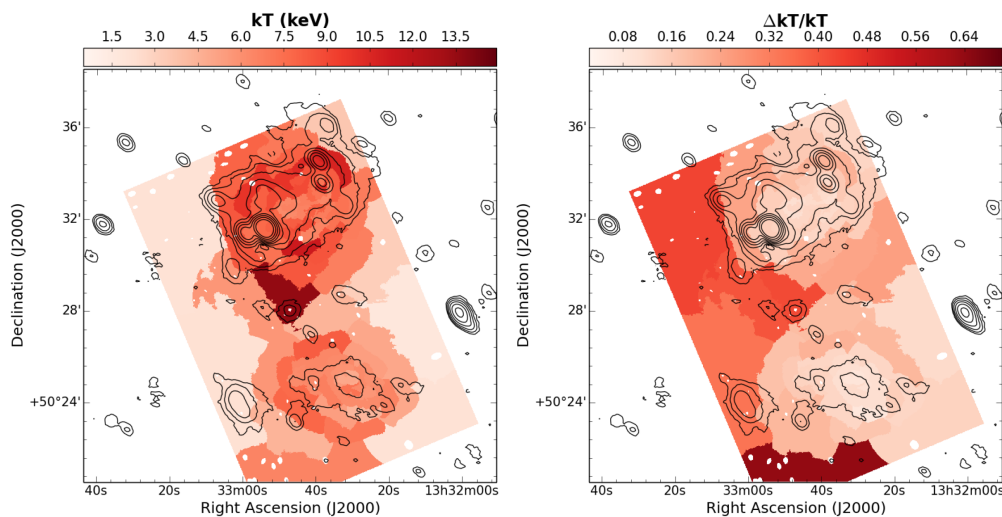 kT (keV)
1.5 3.0 4.5 6.0 7.5 9.0 10.5 12.0 13.5
36'
32'
28'
+50°24'
Declination (J2000)
40s 20s 33m00s 40s 20s 13h32m00s
Right Ascension (J2000)
ΔkT/kT
0.08 0.16 0.24 0.32 0.40 0.48 0.56 0.64
36'
32'
28'
+50°24'
Declination (J2000)
40s 20s 33m00s 40s 20s 13h32m00s
Right Ascension (J2000)